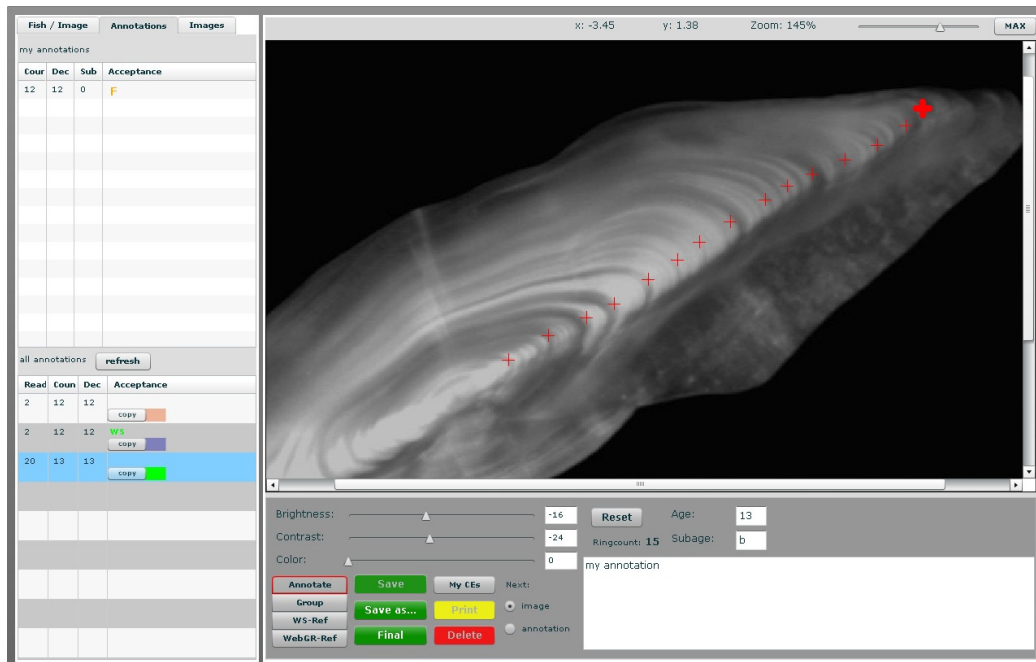 Fish / Image Annotations Images
x: -3.45 y: 1.38 Zoom: 145% MAX
my annotations
Cour Dec Sub Acceptance
12 12 0 F
all annotations refresh
Read Coun Dec Acceptance
2 12 12
copy
2 12 12 WS
copy
20 13 13
copy
Brightness: -16
Contrast: -24
Color: 0
Reset
Ringcount: 15
Age: 13
Subage: b
Annotate Save My CEs Next:
Group Save as... Print image
WS-Ref
WebGR-Ref Final Delete annotation
my annotation